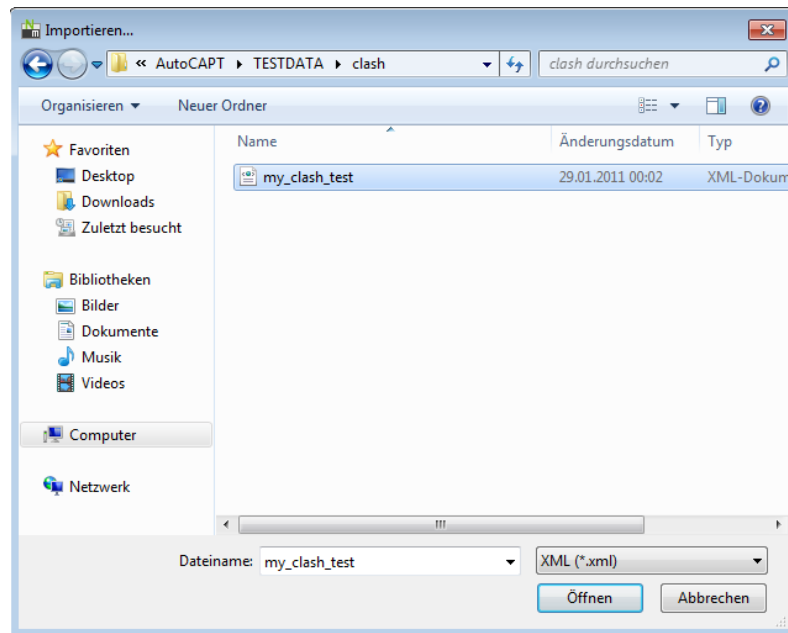 Importieren...
« AutoCAPT ▸ TESTDATA ▸ clash
clash durchsuchen
Organisieren
Neuer Ordner
Name
Änderungsdatum
Typ
my_clash_test
29.01.2011 00:02
XML-Dokum
Favoriten
Desktop
Downloads
Zuletzt besucht
Bibliotheken
Bilder
Dokumente
Musik
Videos
Computer
Netzwerk
Dateiname: my_clash_test
XML (*.xml)
Öffnen
Abbrechen